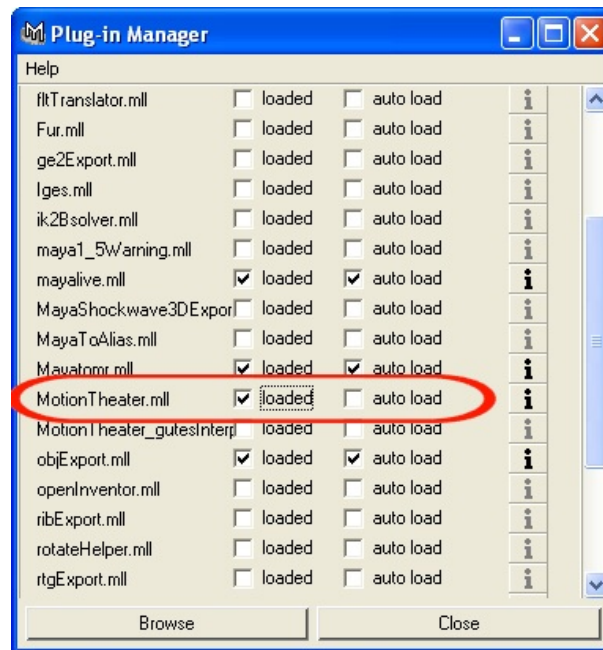 Plug-in Manager
Help
fltTranslator.mll loaded auto load i
Fur.mll loaded auto load i
ge2Export.mll loaded auto load i
Iges.mll loaded auto load i
ik2Bsolver.mll loaded auto load i
maya1_5Warning.mll loaded auto load i
mayalive.mll loaded auto load i
MayaShockwave3DExpor loaded auto load i
MayaToAlias.mll loaded auto load i
Mayatomr.mll loaded auto load i
MotionTheater.mll loaded auto load i
MotionTheater_gutesInterp loaded auto load i
objExport.mll loaded auto load i
openInventor.mll loaded auto load i
ribExport.mll loaded auto load i
rotateHelper.mll loaded auto load i
rtgExport.mll loaded auto load i
Browse Close